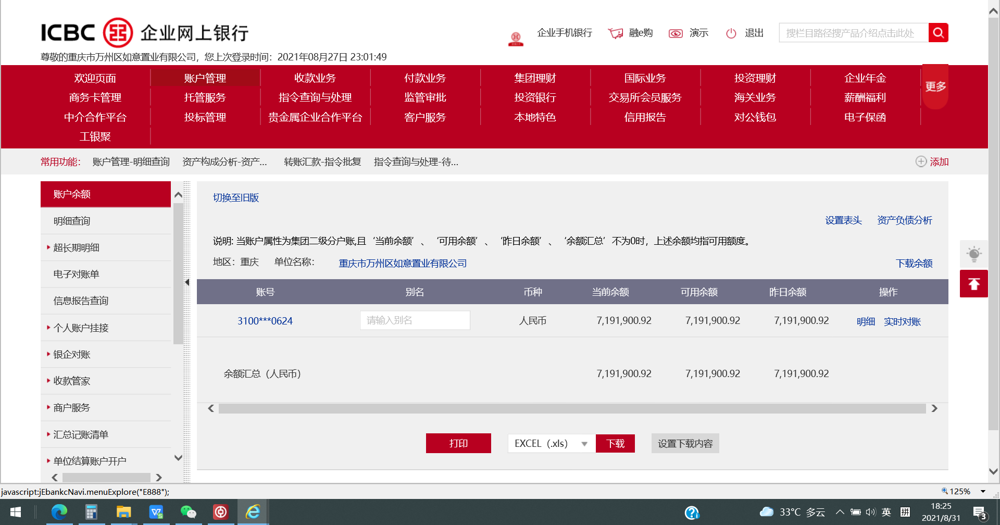 ICBC 企业网上银行
企业手机银行 融e购 演示 退出 搜栏目路径搜产品介绍点击此处
尊敬的重庆市万州区如意置业有限公司，您上次登录时间：2021年08月27日 23:01:49
欢迎页面 账户管理 收款业务 付款业务 集团理财 国际业务 投资理财 企业年金 更多
商务卡管理 托管服务 指令查询与处理 监管审批 投资银行 交易所会员服务 海关业务 薪酬福利
中介合作平台 投标管理 贵金属企业合作平台 客户服务 本地特色 信用报告 对公钱包 电子保函
工银聚
常用功能： 账户管理-明细查询 资产构成分析-资产... 转账汇款-指令批复 指令查询与处理-待... 添加
账户余额
明细查询
超长期明细
电子对账单
信息报告查询
个人账户挂接
银企对账
收款管家
商户服务
汇总记账清单
单位结算账户开户
切换至旧版
设置表头 资产负债分析
说明: 当账户属性为集团二级分户账,且‘当前余额’、‘可用余额’、‘昨日余额’、‘余额汇总’不为0时，上述余额均指可用额度。
地区：重庆 单位名称： 重庆市万州区如意置业有限公司 下载余额
账号 别名 币种 当前余额 可用余额 昨日余额 操作
3100***0624 请输入别名 人民币 7,191,900.92 7,191,900.92 7,191,900.92 明细 实时对账
余额汇总（人民币） 7,191,900.92 7,191,900.92 7,191,900.92
打印 EXCEL（.xls） 下载 设置下载内容
javascript:jEbankcNavi.menuExplore("E888"); 125%
33°C 多云 英 拼 18:25
2021/8/31 3